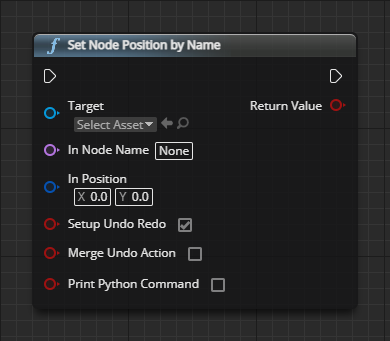 Set Node Position by Name
Target
Select Asset
Return Value
In Node Name None
In Position
X 0.0 Y 0.0
Setup Undo Redo
Merge Undo Action
Print Python Command